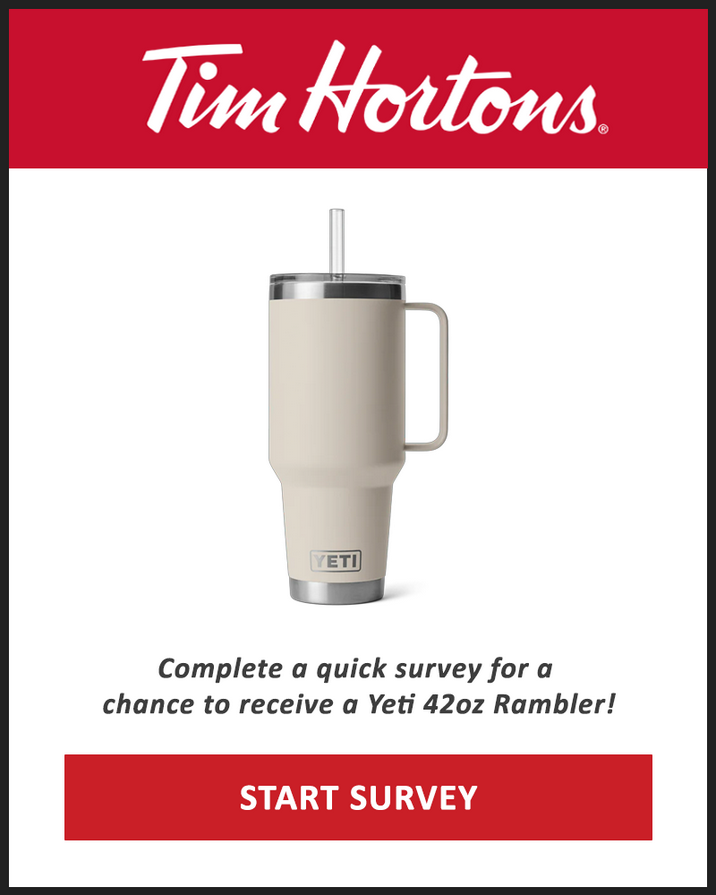 Tim Hortons®
YETI
Complete a quick survey for a
chance to receive a Yeti 42oz Rambler!
START SURVEY